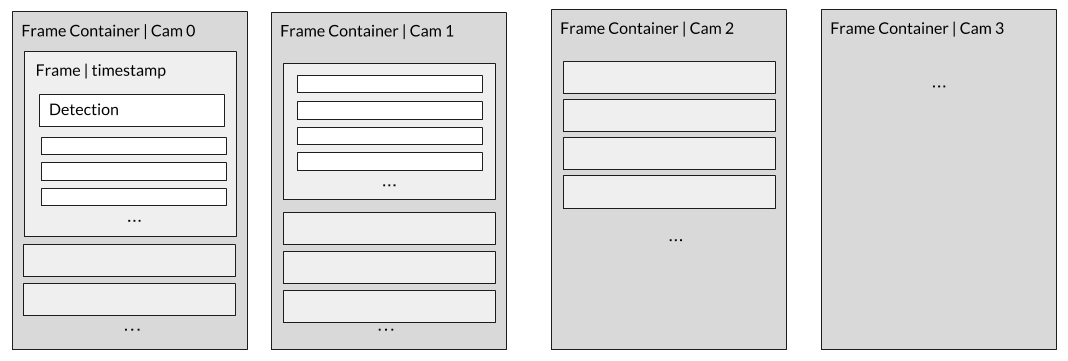 Frame Container | Cam 0
Frame | timestamp
Detection
...
...
Frame Container | Cam 1
...
...
Frame Container | Cam 2
...
Frame Container | Cam 3
...